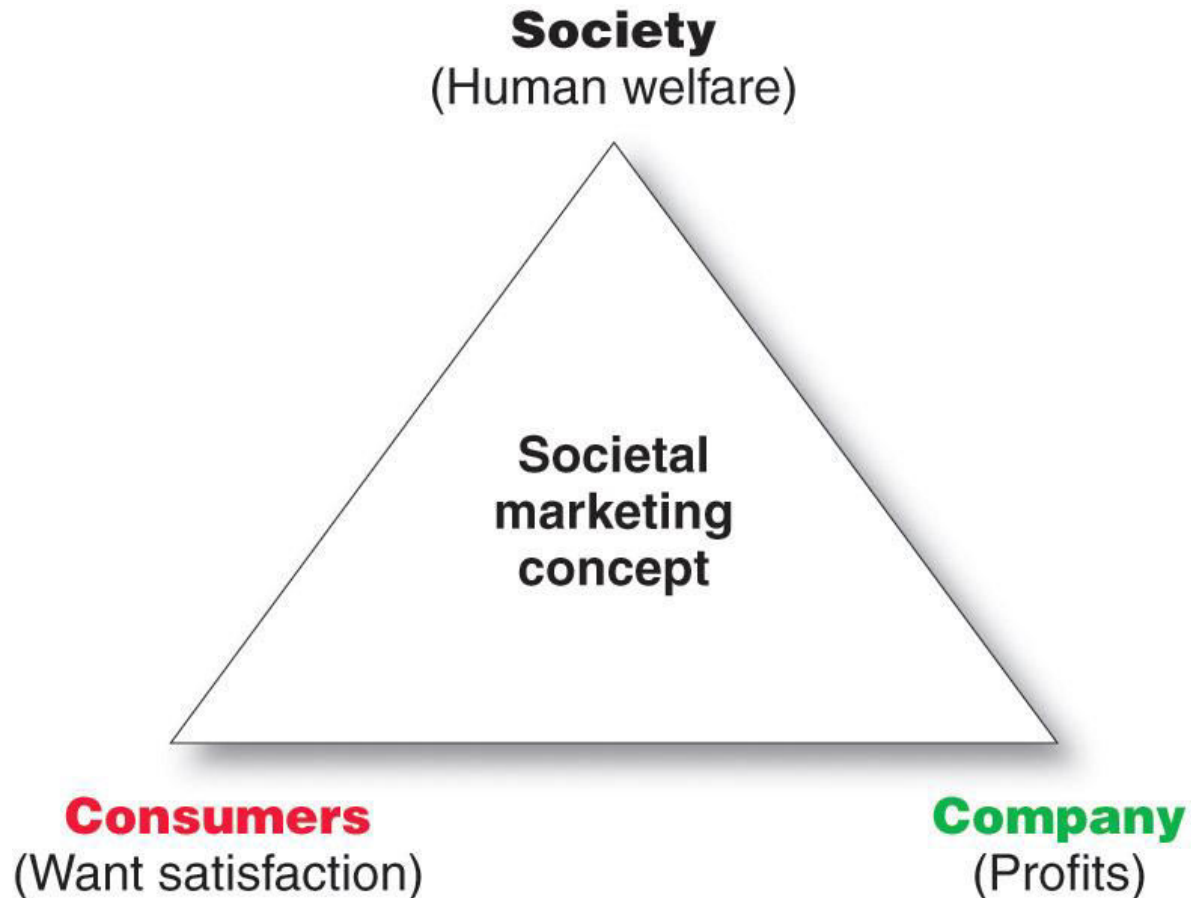 Society
(Human welfare)
Societal
marketing
concept
Consumers
(Want satisfaction)
Company
(Profits)